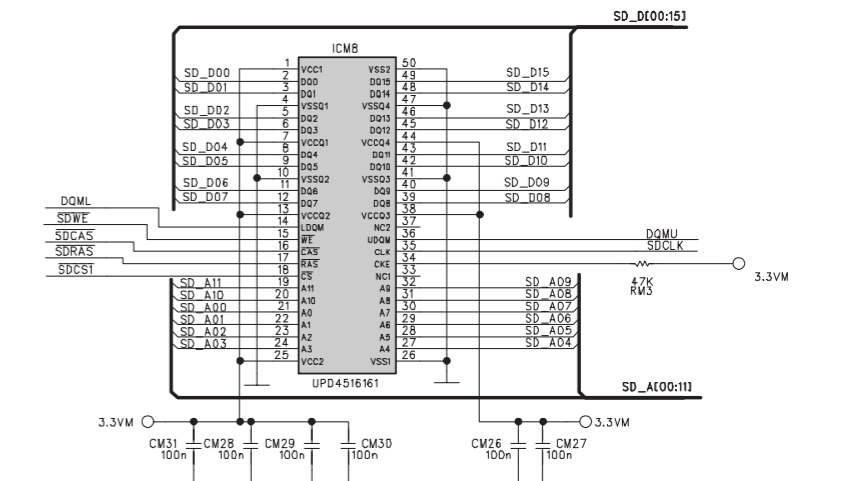 SD_D[00:15]
ICM8
1 VCC1 VSS2 50
SD_D00 2 DQ0 DQ15 49 SD_D15
SD_D01 3 DQ1 DQ14 48 SD_D14
4 VSSQ1 VSSQ4 47
SD_D02 5 DQ2 DQ13 46 SD_D13
SD_D03 6 DQ3 DQ12 45 SD_D12
7 VCCQ1 VCCQ4 44
SD_D04 8 DQ4 DQ11 43 SD_D11
SD_D05 9 DQ5 DQ10 42 SD_D10
10 VSSQ2 VSSQ3 41
SD_D06 11 DQ6 DQ9 40 SD_D09
SD_D07 12 DQ7 DQ8 39 SD_D08
13 VCCQ2 VCCQ3 38
DQML 14 LDQM NC2 37
SDWE 15 WE UDQM 36 DQMU
SDCAS 16 CAS CLK 35 SDCLK
SDRAS 17 RAS CKE 34
47K
RM3
3.3VM
SDCS1 18 CS NC1 33
SD_A11 19 A11 A9 32 SD_A09
SD_A10 20 A10 A8 31 SD_A08
SD_A00 21 A0 A7 30 SD_A07
SD_A01 22 A1 A6 29 SD_A06
SD_A02 23 A2 A5 28 SD_A05
SD_A03 24 A3 A4 27 SD_A04
25 VCC2 VSS1 26
UPD4516161
SD_A[00:11]
3.3VM
3.3VM
CM31 100n
CM28 100n
CM29 100n
CM30 100n
CM26 100n
CM27 100n